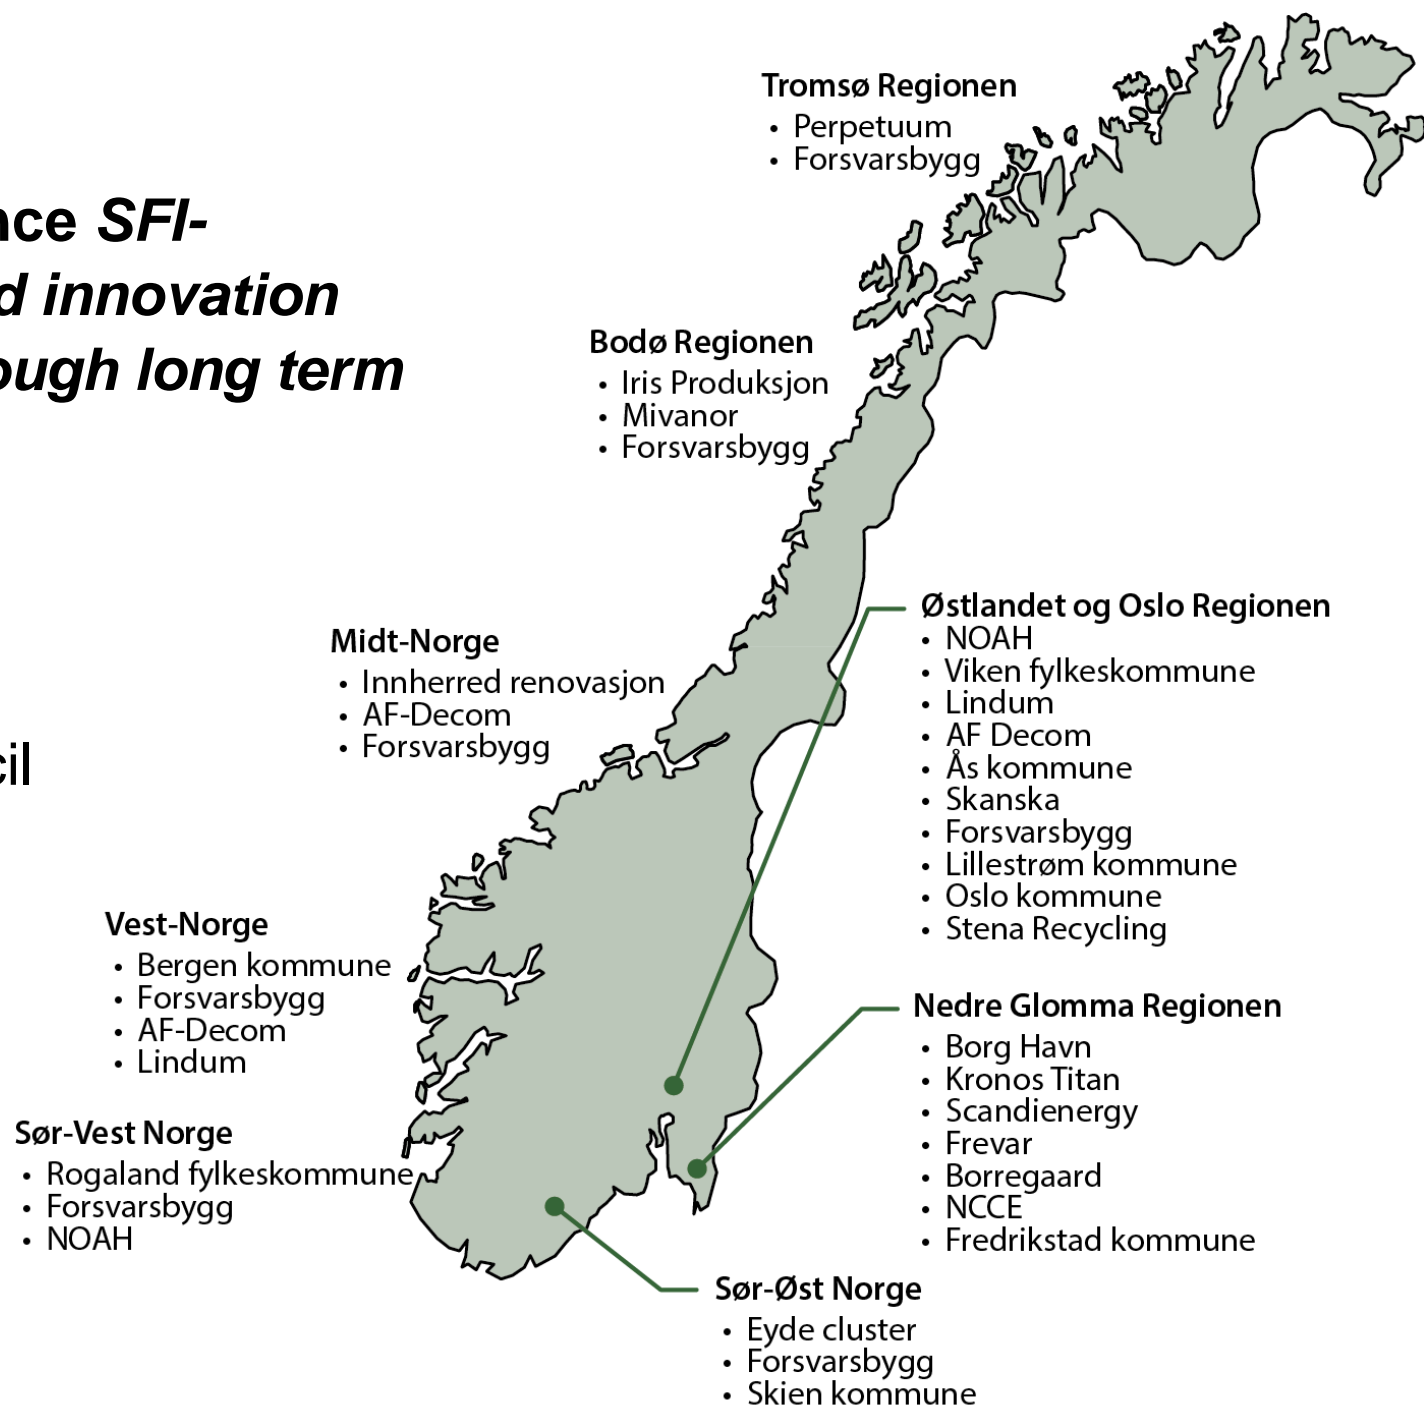 nce SFI-
d innovation
ough long term
cil
Tromsø Regionen
• Perpetuum
• Forsvarsbygg
Bodø Regionen
• Iris Produksjon
• Mivanor
• Forsvarsbygg
Midt-Norge
• Innherred renovasjon
• AF-Decom
• Forsvarsbygg
Vest-Norge
• Bergen kommune
• Forsvarsbygg
• AF-Decom
• Lindum
Sør-Vest Norge
• Rogaland fylkeskommune
• Forsvarsbygg
• NOAH
Østlandet og Oslo Regionen
• NOAH
• Viken fylkeskommune
• Lindum
• AF Decom
• Ås kommune
• Skanska
• Forsvarsbygg
• Lillestrøm kommune
• Oslo kommune
• Stena Recycling
Nedre Glomma Regionen
• Borg Havn
• Kronos Titan
• Scandienergy
• Frevar
• Borregaard
• NCCE
• Fredrikstad kommune
Sør-Øst Norge
• Eyde cluster
• Forsvarsbygg
• Skien kommune